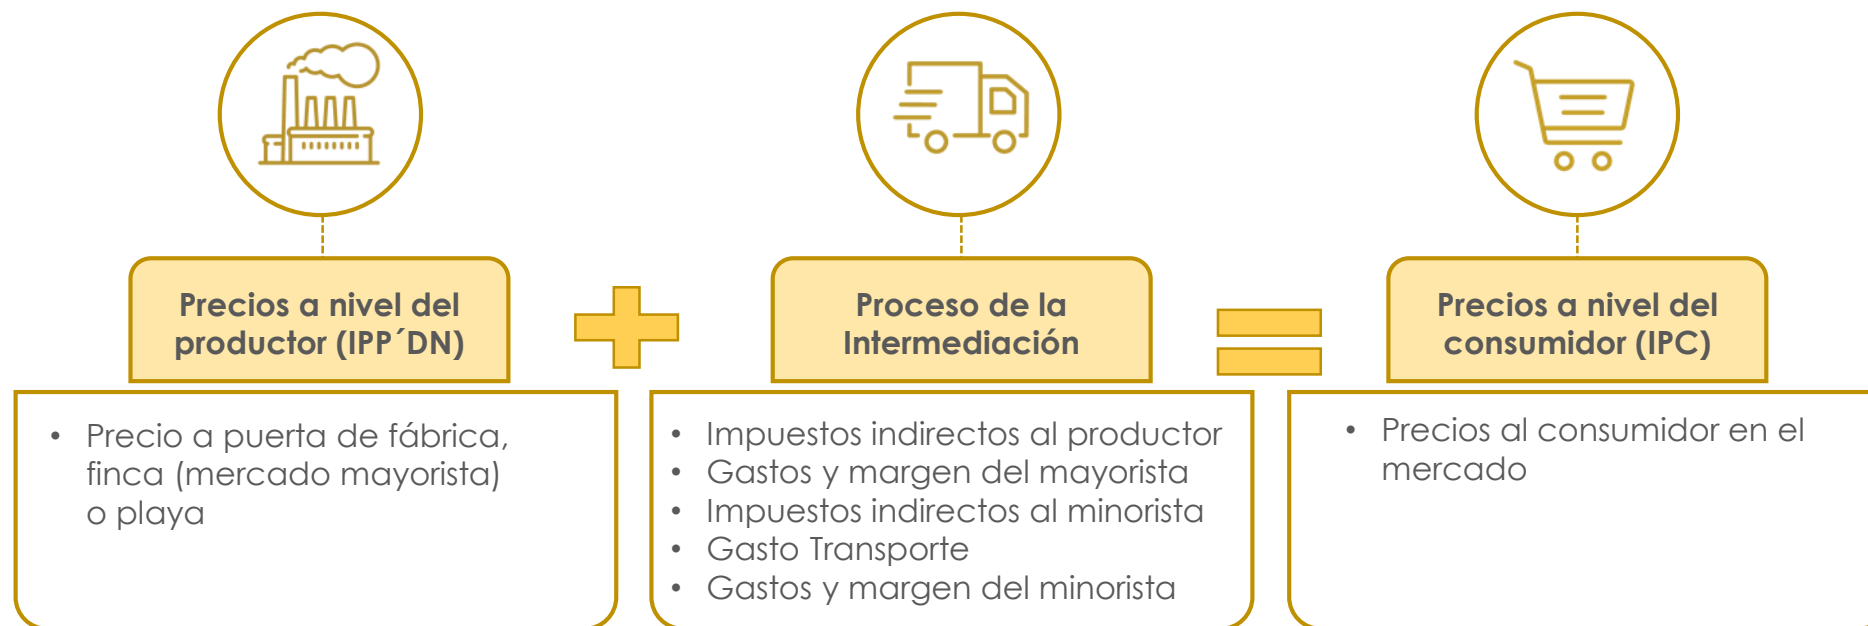 Precios a nivel del
productor (IPP´DN)
• Precio a puerta de fábrica,
finca (mercado mayorista)
o playa
Proceso de la
Intermediación
• Impuestos indirectos al productor
• Gastos y margen del mayorista
• Impuestos indirectos al minorista
• Gasto Transporte
• Gastos y margen del minorista
Precios a nivel del
consumidor (IPC)
• Precios al consumidor en el
mercado